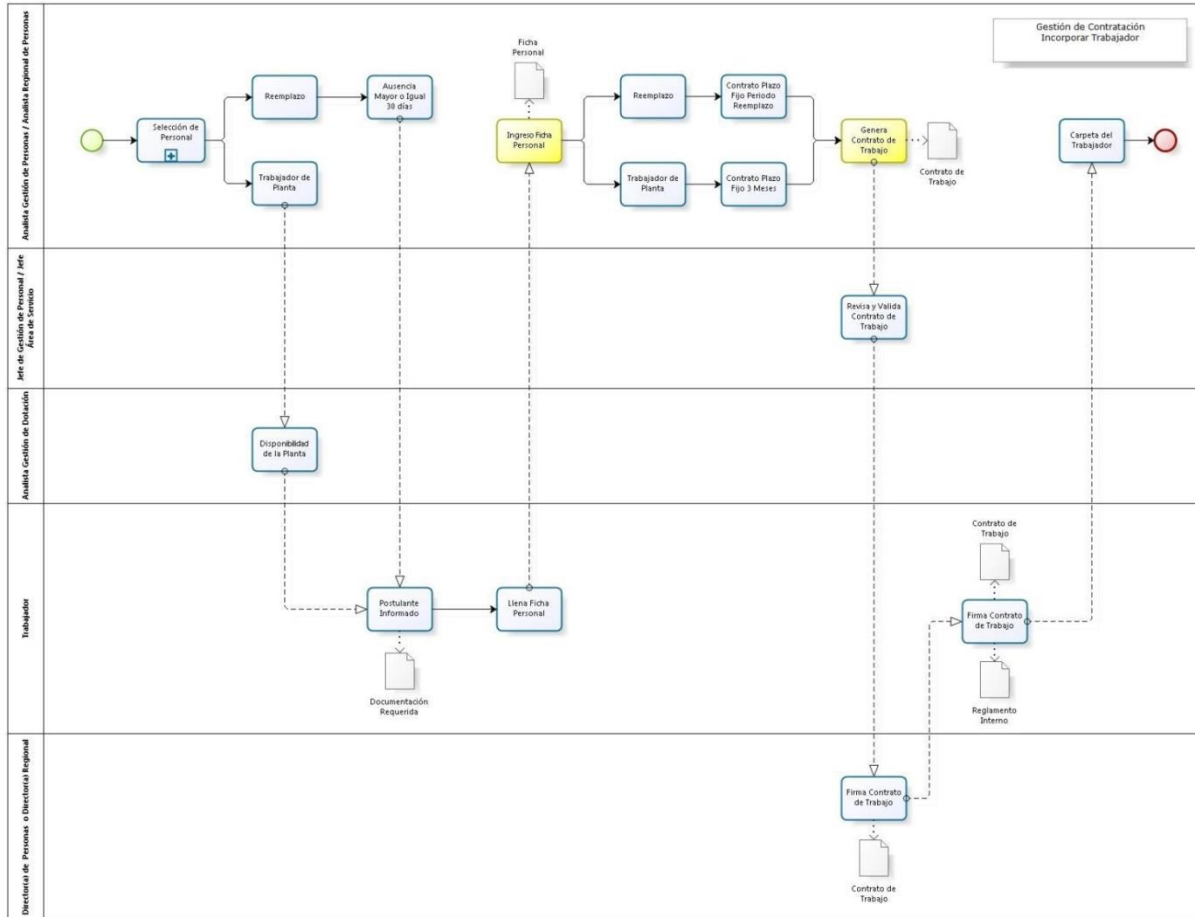 Gestión de Contratación
Incorporar Trabajador
Analista Gestión de Personas / Analista Regional de Personas
Selección de
Personal
Reemplazo
Ausencia
Mayor o Igual
30 días
Trabajador de
Planta
Ficha
Personal
Ingreso Ficha
Personal
Reemplazo
Contrato Plazo
Fijo Periodo
Reemplazo
Trabajador de
Planta
Contrato Plazo
Fijo 3 Meses
Genera
Contrato de
Trabajo
Contrato de
Trabajo
Carpeta del
Trabajador
Jefe de Gestión de Personal / Jefe
Área de Servicio
Revisa y Valida
Contrato de
Trabajo
Analista Gestión de Dotación
Disponibilidad
de la Planta
Trabajador
Postulante
Informado
Documentación
Requerida
Llena Ficha
Personal
Contrato de
Trabajo
Firma Contrato
de Trabajo
Reglamento
Interno
Director(a) de Personas o Director(a) Regional
Firma Contrato
de Trabajo
Contrato de
Trabajo